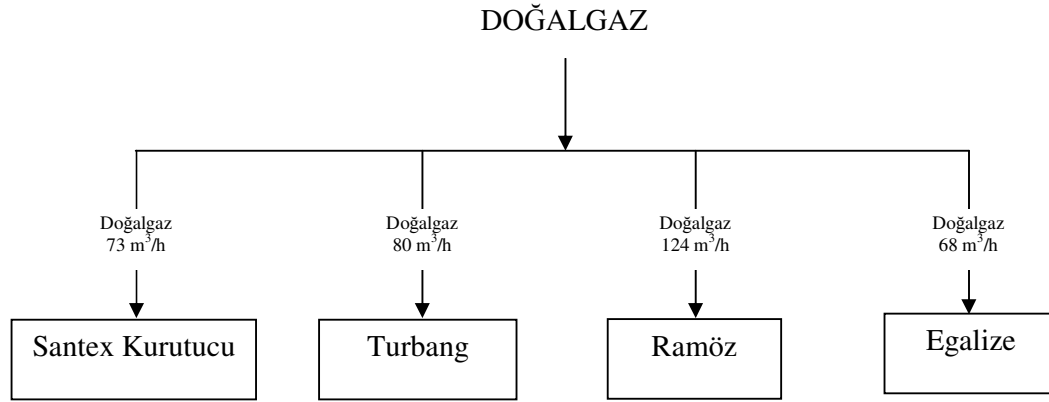 DOĞALGAZ
Doğalgaz
73 m³/h
Doğalgaz
80 m³/h
Doğalgaz
124 m³/h
Doğalgaz
68 m³/h
Santex Kurutucu
Turbang
Ramöz
Egalize